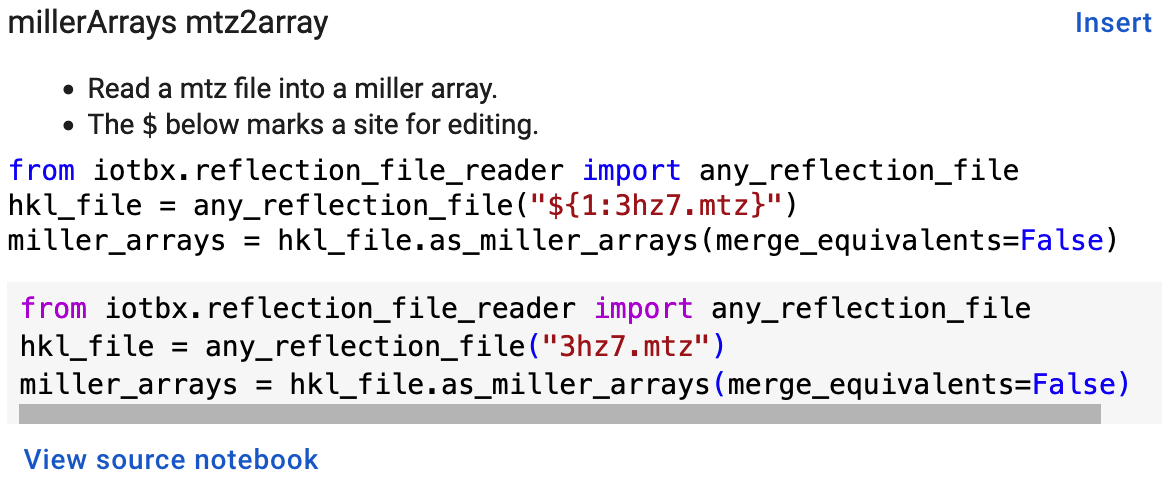 millerArrays mtz2array
Insert
• Read a mtz file into a miller array.
• The $ below marks a site for editing.
from iotbx.reflection_file_reader import any_reflection_file
hkl_file = any_reflection_file("${1:3hz7.mtz}")
miller_arrays = hkl_file.as_miller_arrays(merge_equivalents=False)
from iotbx.reflection_file_reader import any_reflection_file
hkl_file = any_reflection_file("3hz7.mtz")
miller_arrays = hkl_file.as_miller_arrays(merge_equivalents=False)
View source notebook